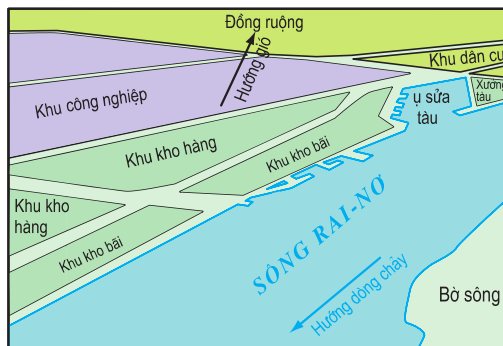 Đồng ruộng
Hướng gió
Khu dân cư
Khu công nghiệp
Xưởng
tàu
ụ sửa
tàu
Khu kho hàng
Khu kho bãi
Khu kho
hàng
Khu kho bãi
SÔNG RAI-NƠ
Hướng dòng chảy
Bờ sông